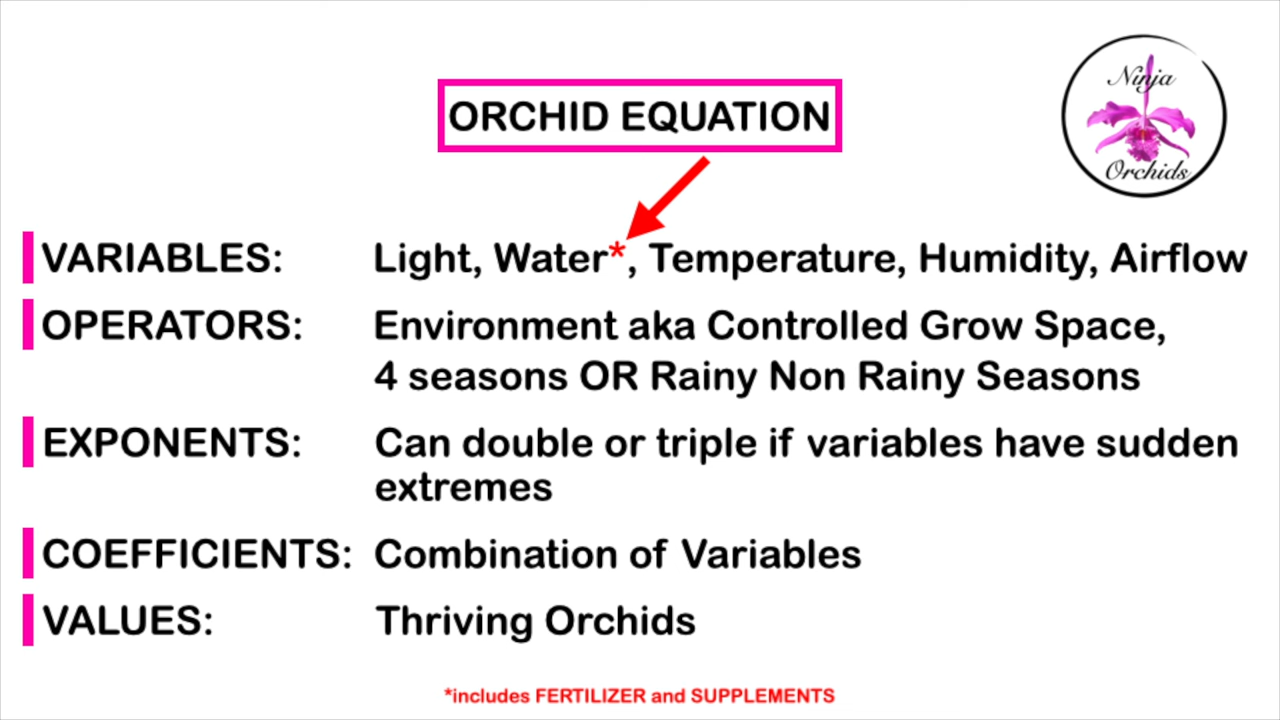 Ninja
Orchids
ORCHID EQUATION
VARIABLES: Light, Water*, Temperature, Humidity, Airflow
OPERATORS: Environment aka Controlled Grow Space,
4 seasons OR Rainy Non Rainy Seasons
EXPONENTS: Can double or triple if variables have sudden
extremes
COEFFICIENTS: Combination of Variables
VALUES: Thriving Orchids
*includes FERTILIZER and SUPPLEMENTS